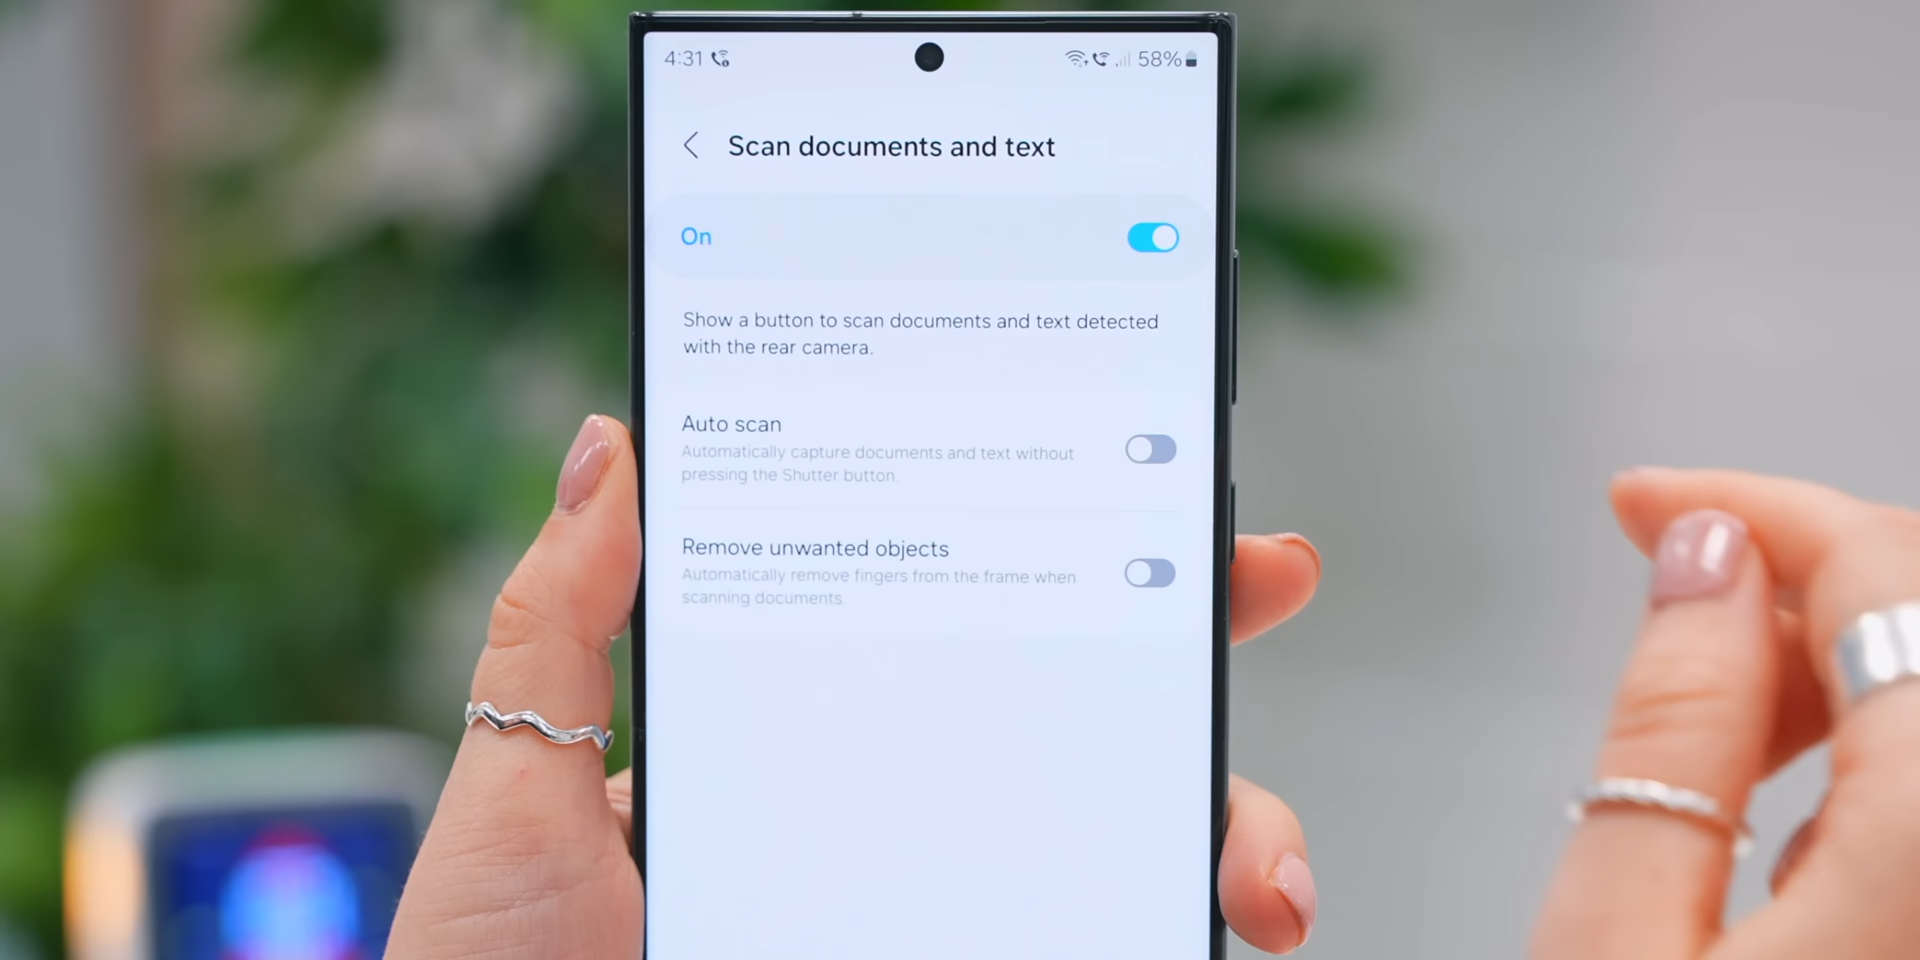 4:31
58%
Scan documents and text
On
Show a button to scan documents and text detected
with the rear camera.
Auto scan
Automatically capture documents and text without
pressing the Shutter button.
Remove unwanted objects
Automatically remove fingers from the frame when
scanning documents.